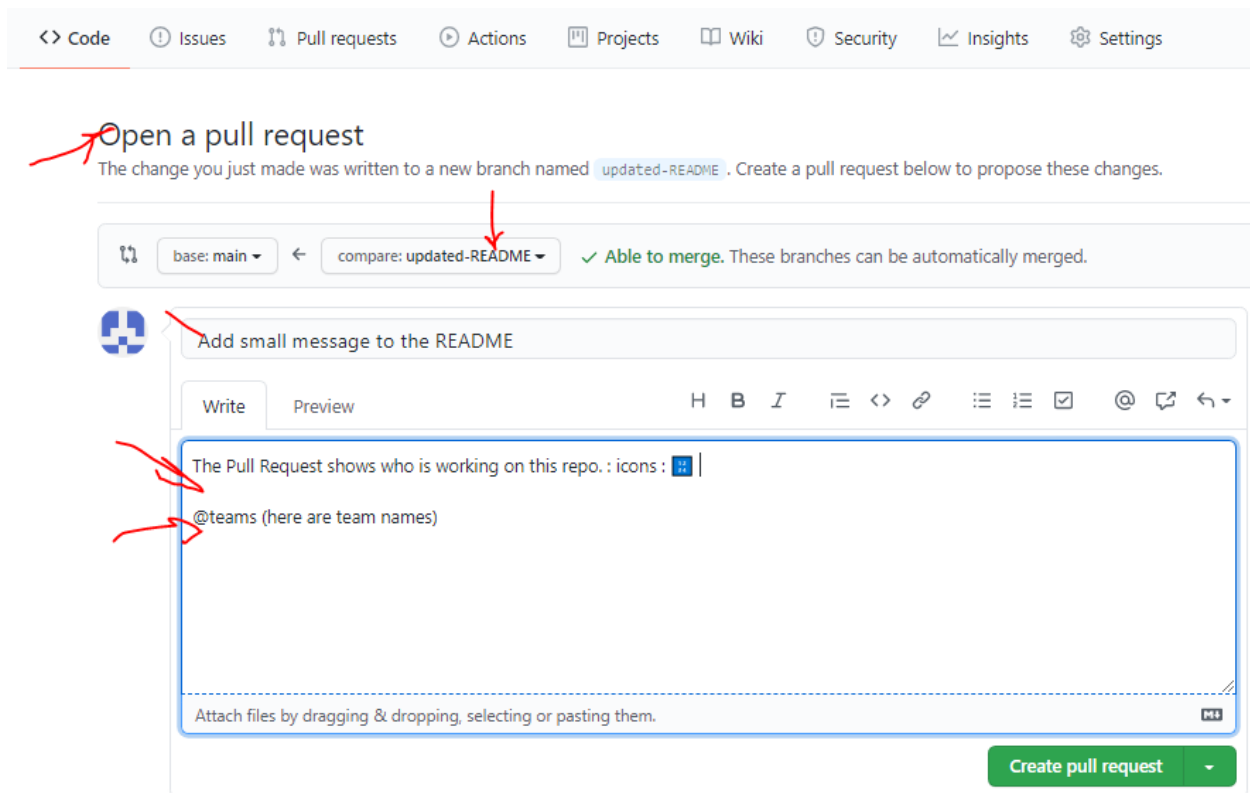 <> Code Issues Pull requests Actions Projects Wiki Security Insights Settings
Open a pull request
The change you just made was written to a new branch named updated-README . Create a pull request below to propose these changes.
base: main compare: updated-README Able to merge. These branches can be automatically merged.
Add small message to the README
Write Preview
The Pull Request shows who is working on this repo. : icons : 🔢
@teams (here are team names)
Attach files by dragging & dropping, selecting or pasting them.
Create pull request